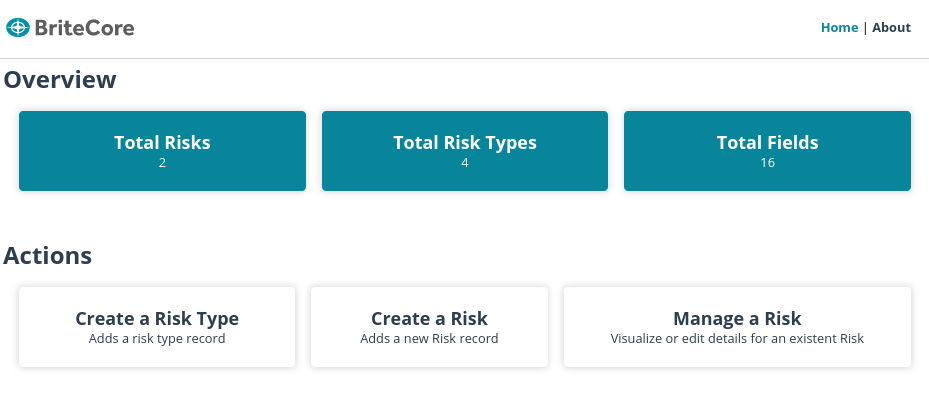 BriteCore
Home | About
Overview
Total Risks
2
Total Risk Types
4
Total Fields
16
Actions
Create a Risk Type
Adds a risk type record
Create a Risk
Adds a new Risk record
Manage a Risk
Visualize or edit details for an existent Risk